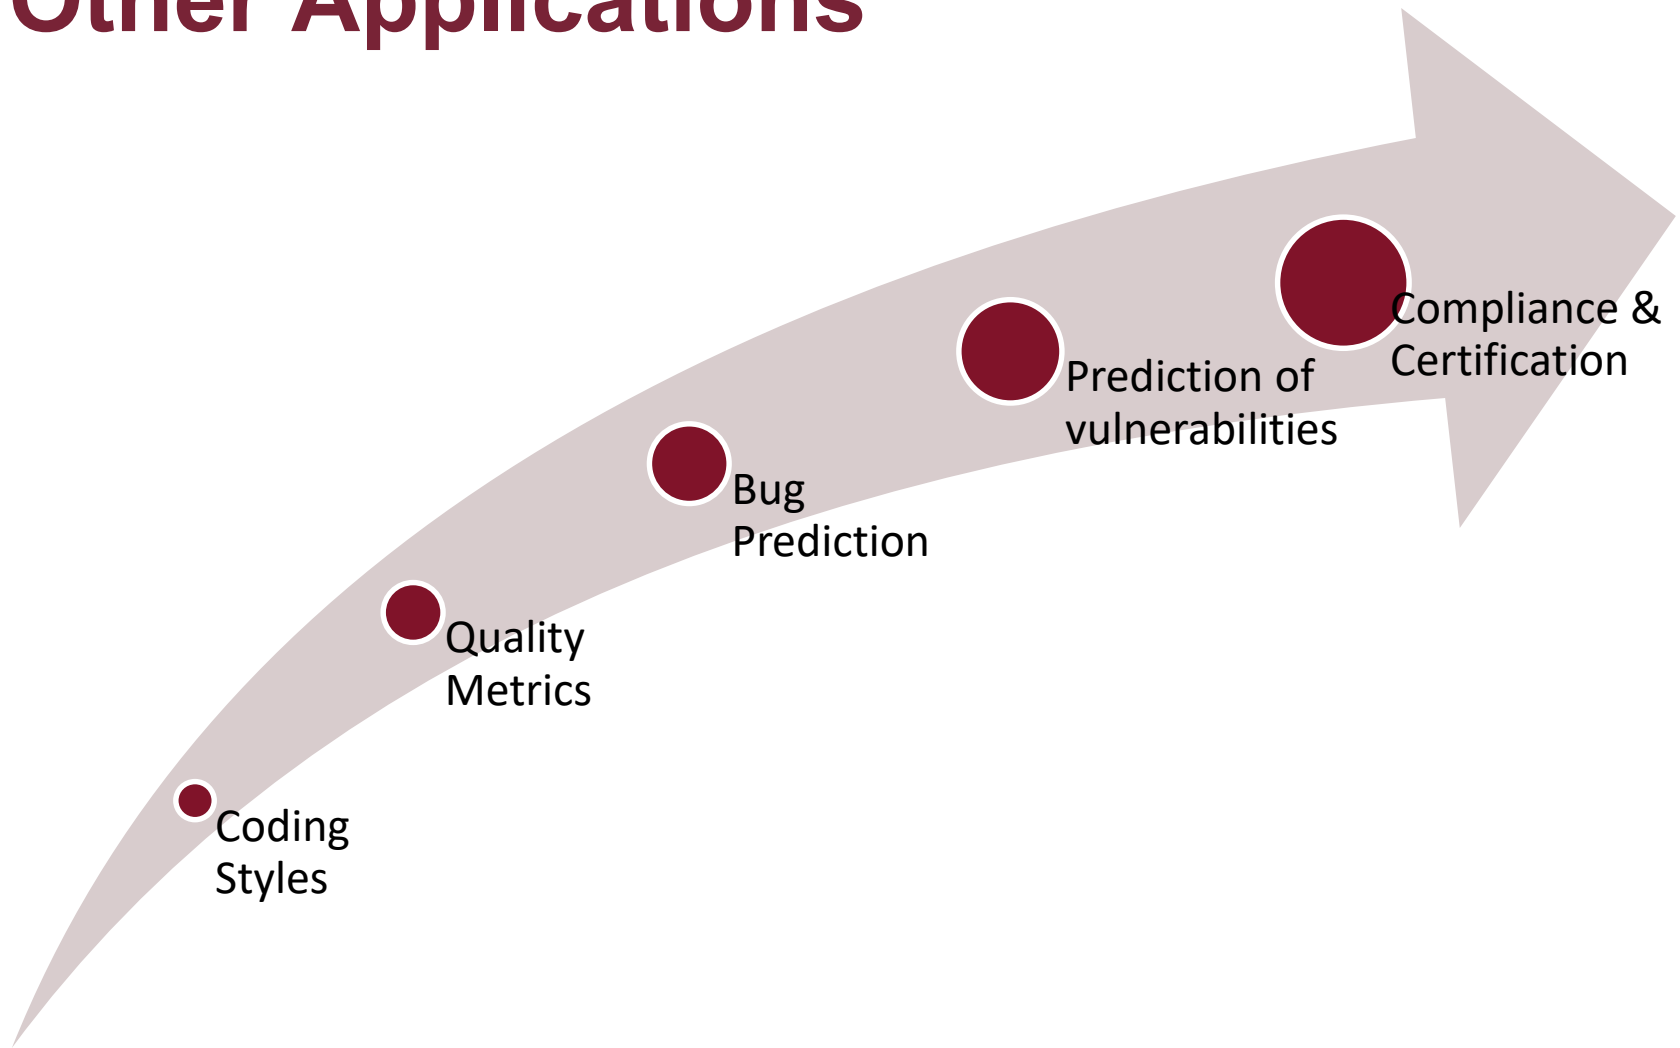 Other Applications
Compliance &
Certification
Prediction of
vulnerabilities
Bug
Prediction
Quality
Metrics
Coding
Styles